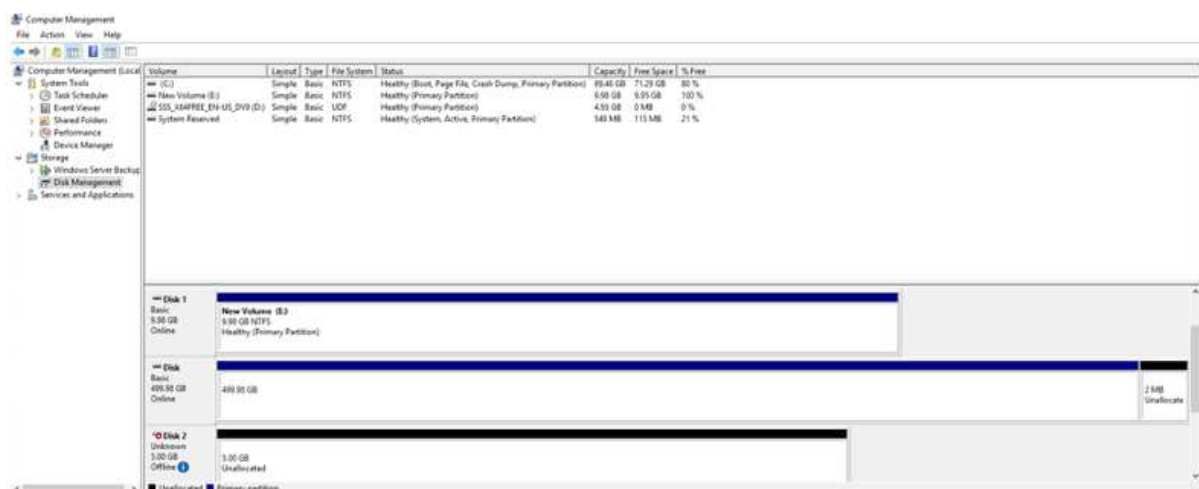 Computer Management
File Action View Help
Computer Management (Local
System Tools
Task Scheduler
Event Viewer
Shared Folders
Performance
Device Manager
Storage
Windows Server Backup
Disk Management
Services and Applications
Volume Layout Type File System Status Capacity Free Space % Free
(C:) Simple Basic NTFS Healthy (Boot, Page File, Crash Dump, Primary Partition) 71.29 GB 80 %
New Volume (E:) Simple Basic NTFS Healthy (Primary Partition) 9.98 GB 9.95 GB 100 %
(D:) Simple Basic UDF Healthy (Primary Partition) 4.93 GB 0 MB 0 %
System Reserved Simple Basic NTFS Healthy (System, Active, Primary Partition) 549 MB 115 MB 21 %
Disk 1
Basic
9.98 GB
Online
New Volume (E:)
9.98 GB NTFS
Healthy (Primary Partition)
Disk
Basic
499.98 GB
Online
499.98 GB
2 MB
Unallocate
Disk 2
Unknown
5.00 GB
Offline
5.00 GB
Unallocated
Unallocated Primary partition